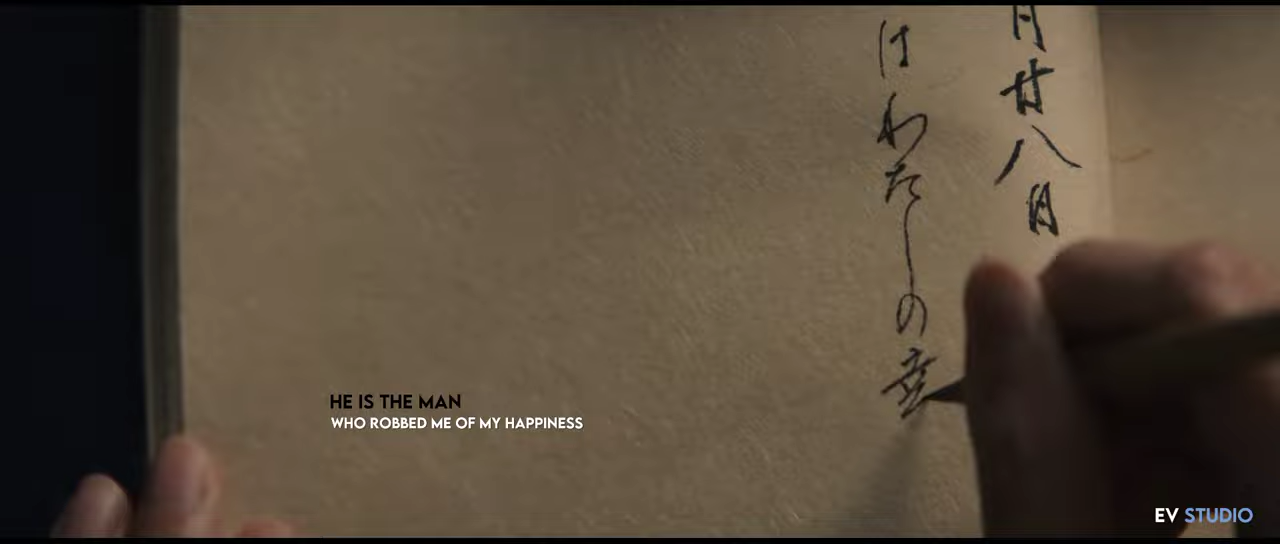 月廿八日
はわたしの幸
HE IS THE MAN
WHO ROBBED ME OF MY HAPPINESS
EV STUDIO